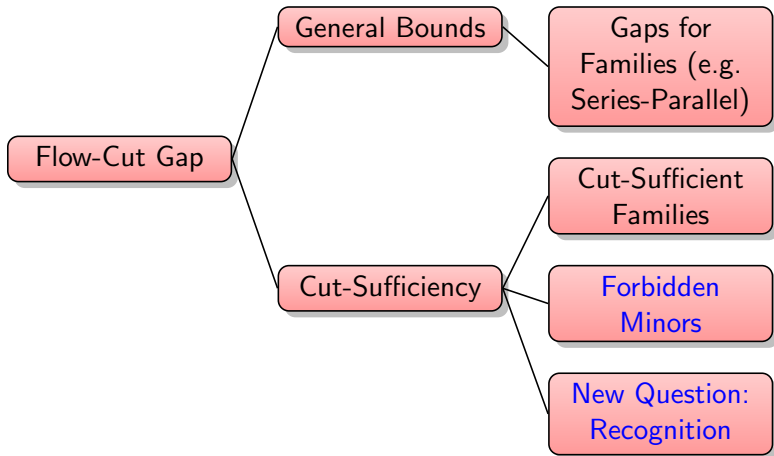 General Bounds
Gaps for
Families (e.g.
Series-Parallel)
Flow-Cut Gap
Cut-Sufficient
Families
Cut-Sufficiency
Forbidden
Minors
New Question:
Recognition